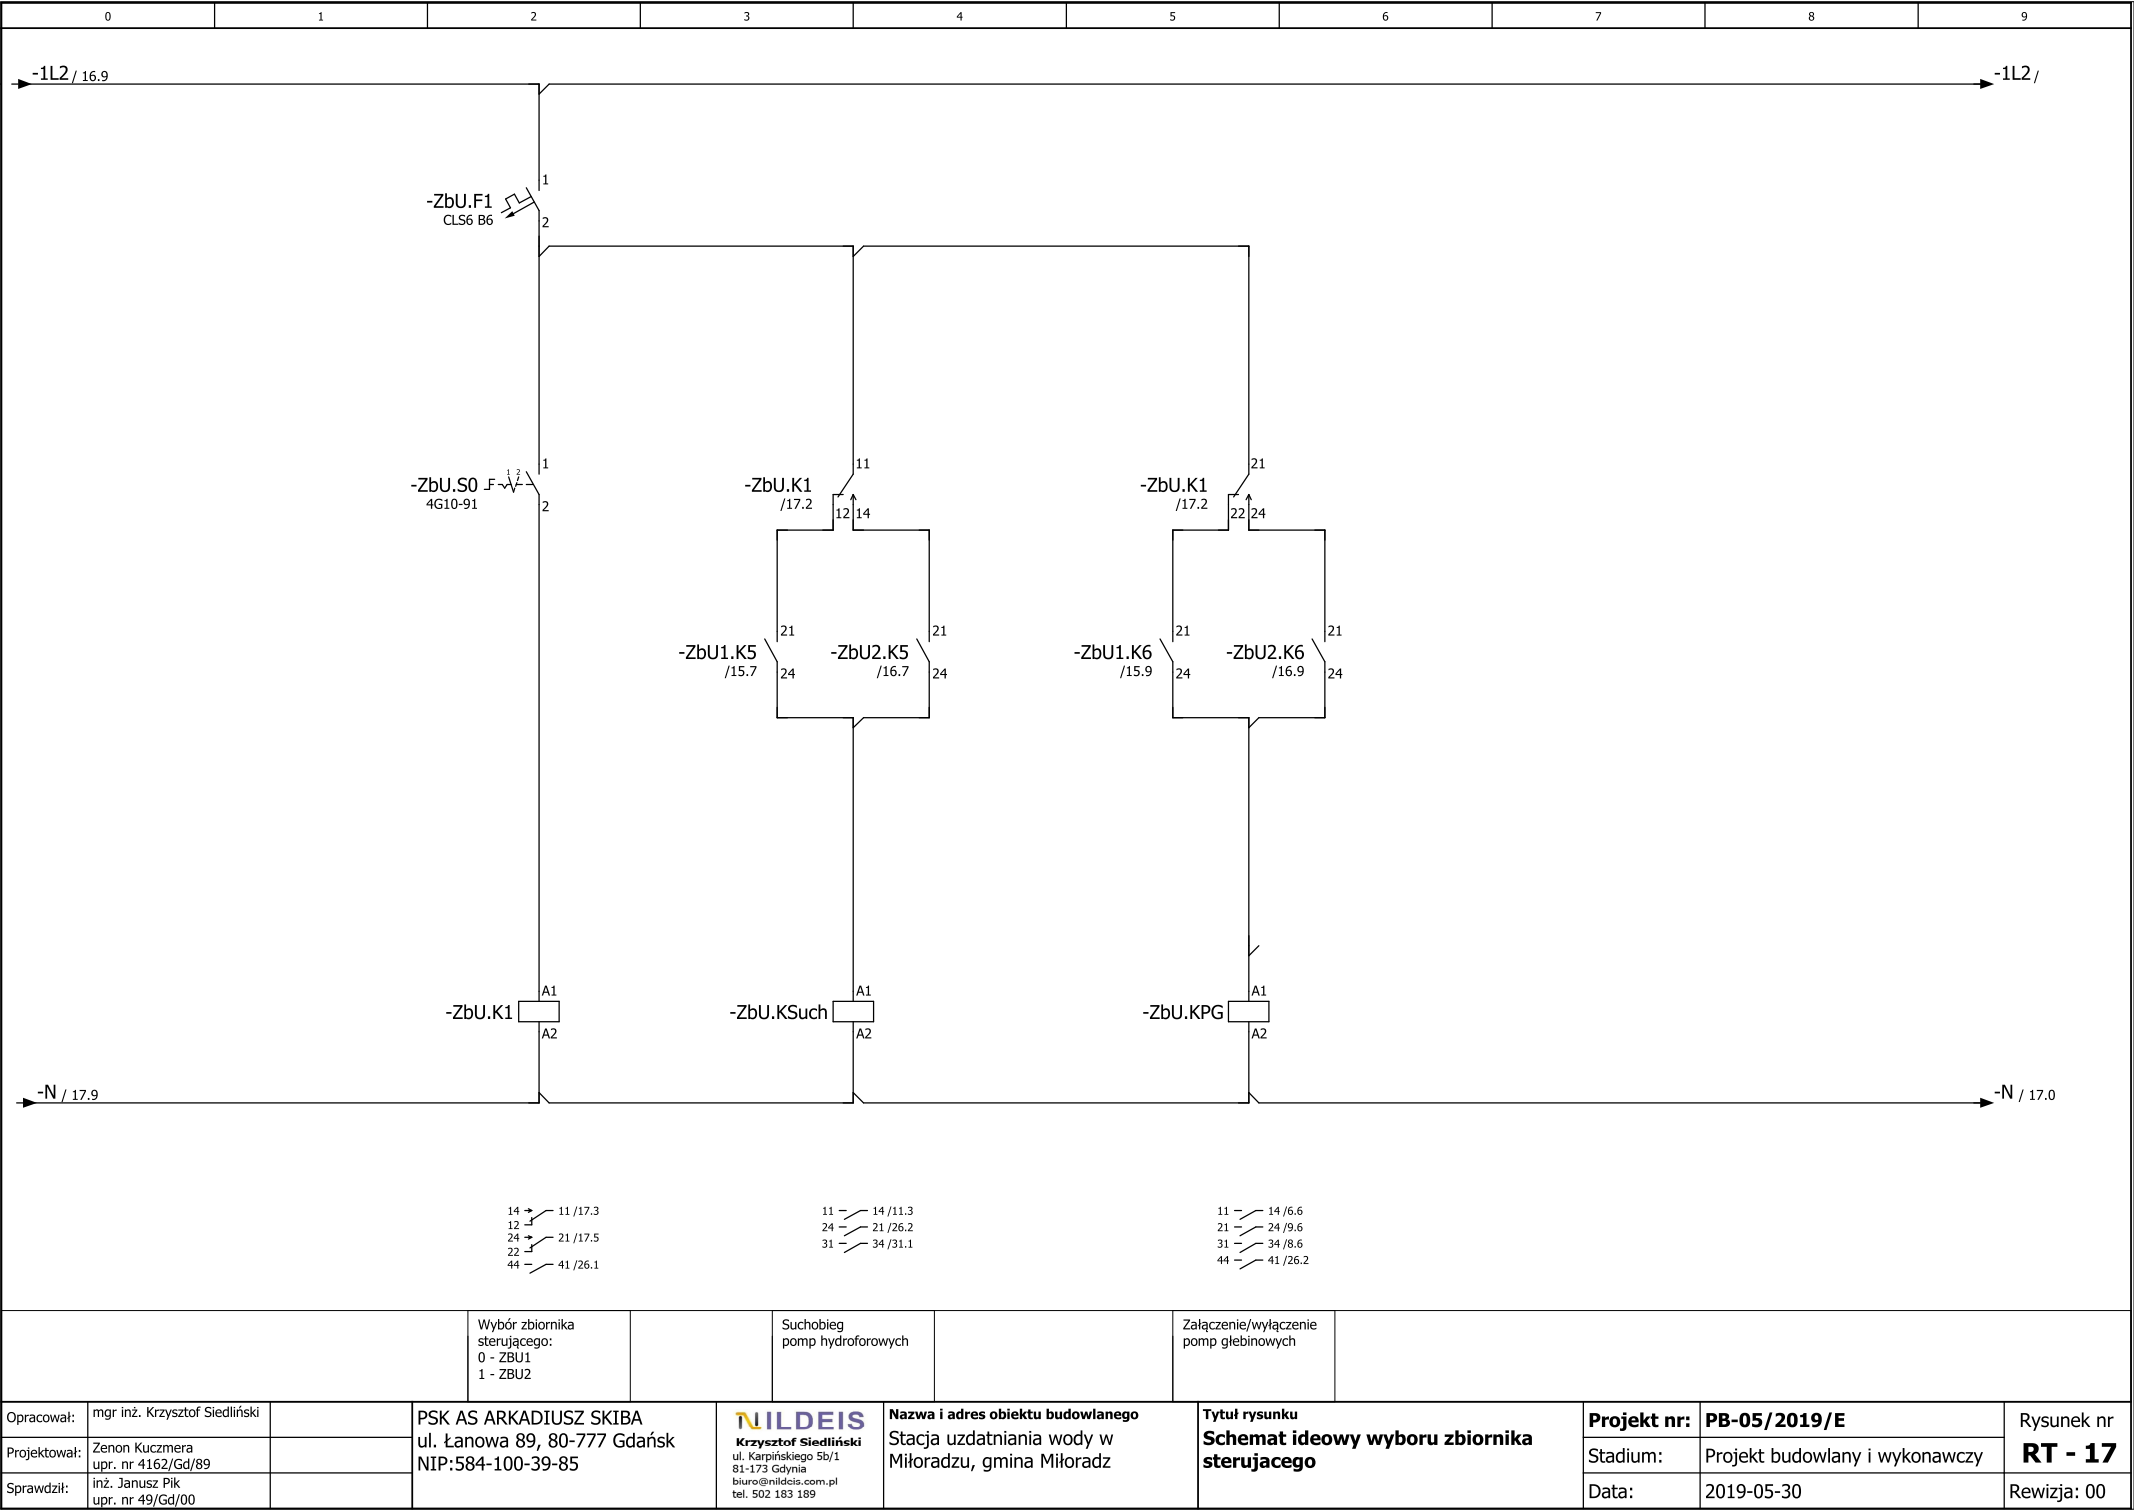 0 1 2 3 4 5 6 7 8 9
-1L2 / 16.9
-1L2 /
-ZbU.F1
CLS6 B6
1
2
-ZbU.S0
4G10-91
1 2
1
2
-ZbU.K1
/17.2
11
12 14
-ZbU.K1
/17.2
21
22 24
-ZbU1.K5
/15.7
21
24
-ZbU2.K5
/16.7
21
24
-ZbU1.K6
/15.9
21
24
-ZbU2.K6
/16.9
21
24
-ZbU.K1
A1
A2
-ZbU.KSuch
A1
A2
-ZbU.KPG
A1
A2
-N / 17.9
-N / 17.0
14 11 /17.3
12
24 21 /17.5
22
44 41 /26.1
11 14 /11.3
24 21 /26.2
31 34 /31.1
11 14 /6.6
21 24 /9.6
31 34 /8.6
44 41 /26.2
Wybór zbiornika
sterującego:
0 - ZBU1
1 - ZBU2
Suchobieg
pomp hydroforowych
Załączenie/wyłączenie
pomp głebinowych
Opracował:
mgr inż. Krzysztof Siedliński
Projektował:
Zenon Kuczmera
upr. nr 4162/Gd/89
Sprawdził:
inż. Janusz Pik
upr. nr 49/Gd/00
PSK AS ARKADIUSZ SKIBA
ul. Łanowa 89, 80-777 Gdańsk
NIP:584-100-39-85
NILDEIS
Krzysztof Siedliński
ul. Karpińskiego 5b/1
81-173 Gdynia
biuro@nildcis.com.pl
tel. 502 183 189
Nazwa i adres obiektu budowlanego
Stacja uzdatniania wody w
Miłoradzu, gmina Miłoradz
Tytuł rysunku
Schemat ideowy wyboru zbiornika
sterujacego
Projekt nr: PB-05/2019/E
Stadium: Projekt budowlany i wykonawczy
Data: 2019-05-30
Rysunek nr
RT - 17
Rewizja: 00